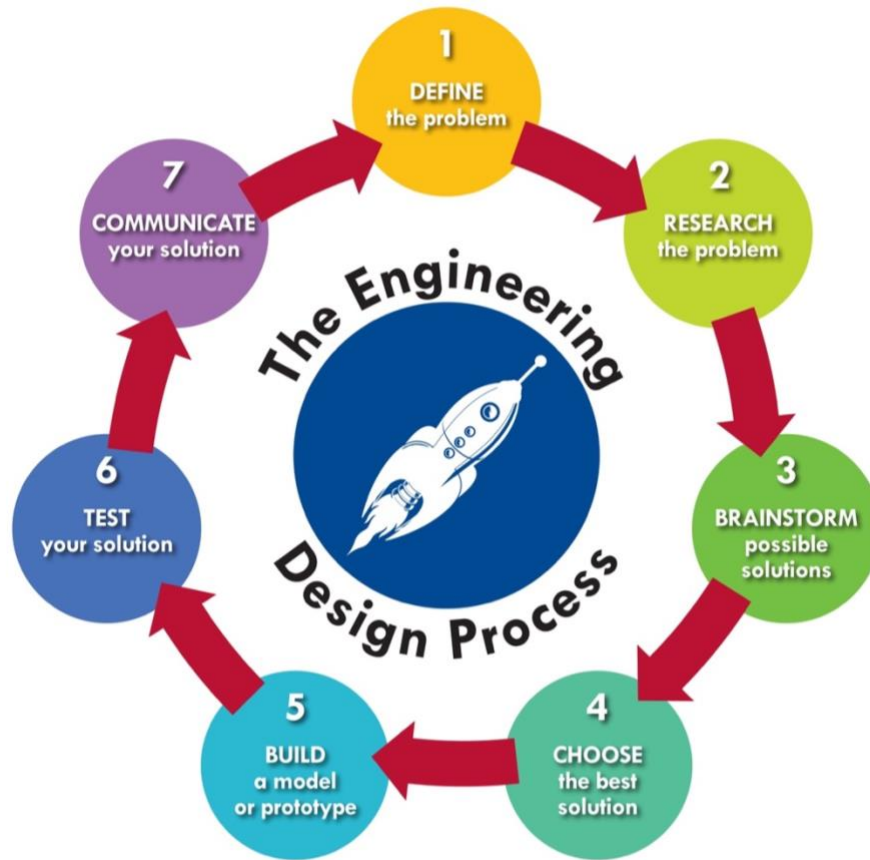 The Engineering
Design Process
1
DEFINE
the problem
2
RESEARCH
the problem
3
BRAINSTORM
possible
solutions
4
CHOOSE
the best
solution
5
BUILD
a model
or prototype
6
TEST
your solution
7
COMMUNICATE
your solution